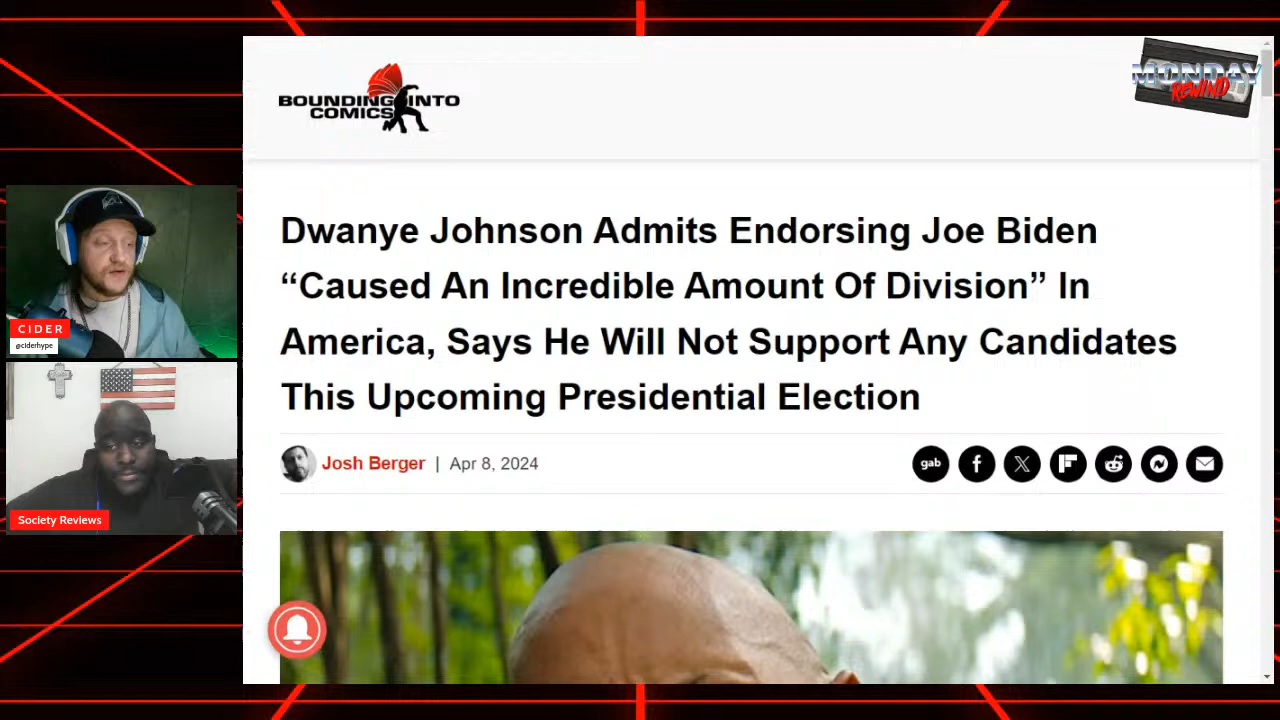 BOUNDING INTO
COMICS
MONDAY
REWIND
Dwanye Johnson Admits Endorsing Joe Biden
“Caused An Incredible Amount Of Division” In
America, Says He Will Not Support Any Candidates
This Upcoming Presidential Election
Josh Berger | Apr 8, 2024
gab
CIDER
@ciderhype
Society Reviews